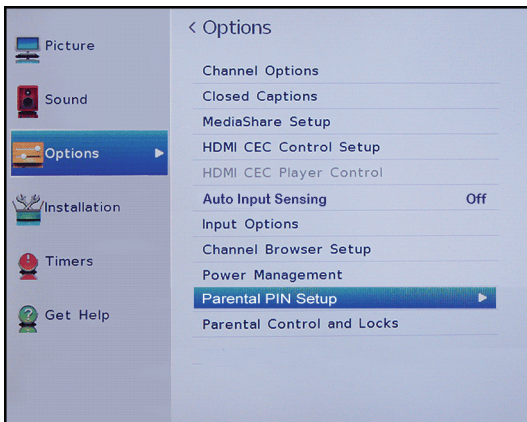 Picture
Sound
Options
Installation
Timers
Get Help
< Options
Channel Options
Closed Captions
MediaShare Setup
HDMI CEC Control Setup
HDMI CEC Player Control
Auto Input Sensing Off
Input Options
Channel Browser Setup
Power Management
Parental PIN Setup
Parental Control and Locks